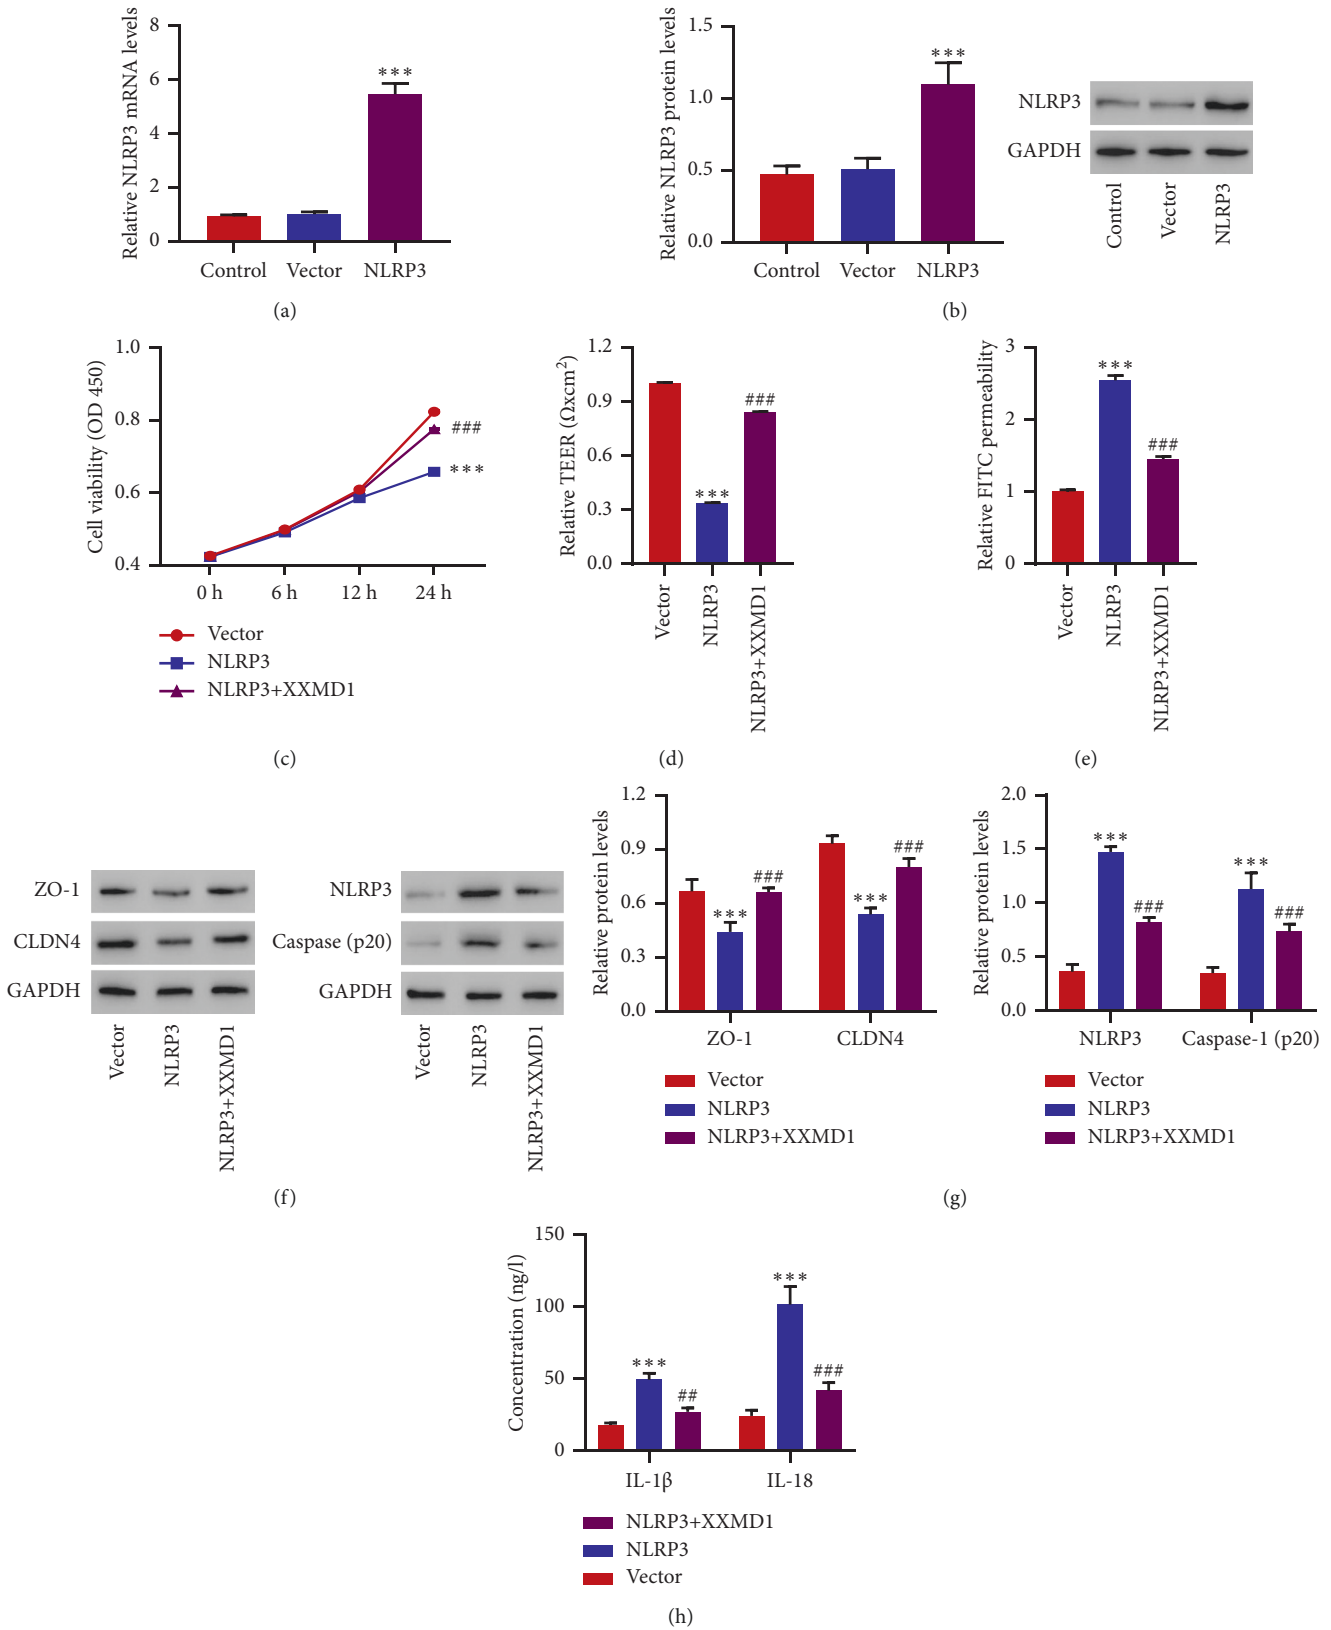 Relative NLRP3 mRNA levels
8
6
4
2
0
***
Control Vector NLRP3
(a)
Relative NLRP3 protein levels
1.5
1.0
0.5
0.0
***
Control Vector NLRP3
NLRP3
GAPDH
Control
Vector
NLRP3
(b)
Cell viability (OD 450)
1.0
0.8
0.6
0.4
###
***
0 h 6 h 12 h 24 h
Vector
NLRP3
NLRP3+XXMD1
(c)
Relative TEER (Ωxcm²)
1.2
0.9
0.6
0.3
0.0
***
###
Vector
NLRP3
NLRP3+XXMD1
(d)
Relative FITC permeability
3
2
1
0
***
###
Vector
NLRP3
NLRP3+XXMD1
(e)
ZO-1
CLDN4
GAPDH
Vector
NLRP3
NLRP3+XXMD1
NLRP3
Caspase (p20)
GAPDH
Vector
NLRP3
NLRP3+XXMD1
(f)
Relative protein levels
1.2
0.9
0.6
0.3
0.0
***
###
***
###
ZO-1 CLDN4
Vector
NLRP3
NLRP3+XXMD1
Relative protein levels
2.0
1.5
1.0
0.5
0.0
***
###
***
###
NLRP3 Caspase-1 (p20)
Vector
NLRP3
NLRP3+XXMD1
(g)
Concentration (ng/l)
150
100
50
0
***
##
***
###
IL-1β IL-18
NLRP3+XXMD1
NLRP3
Vector
(h)